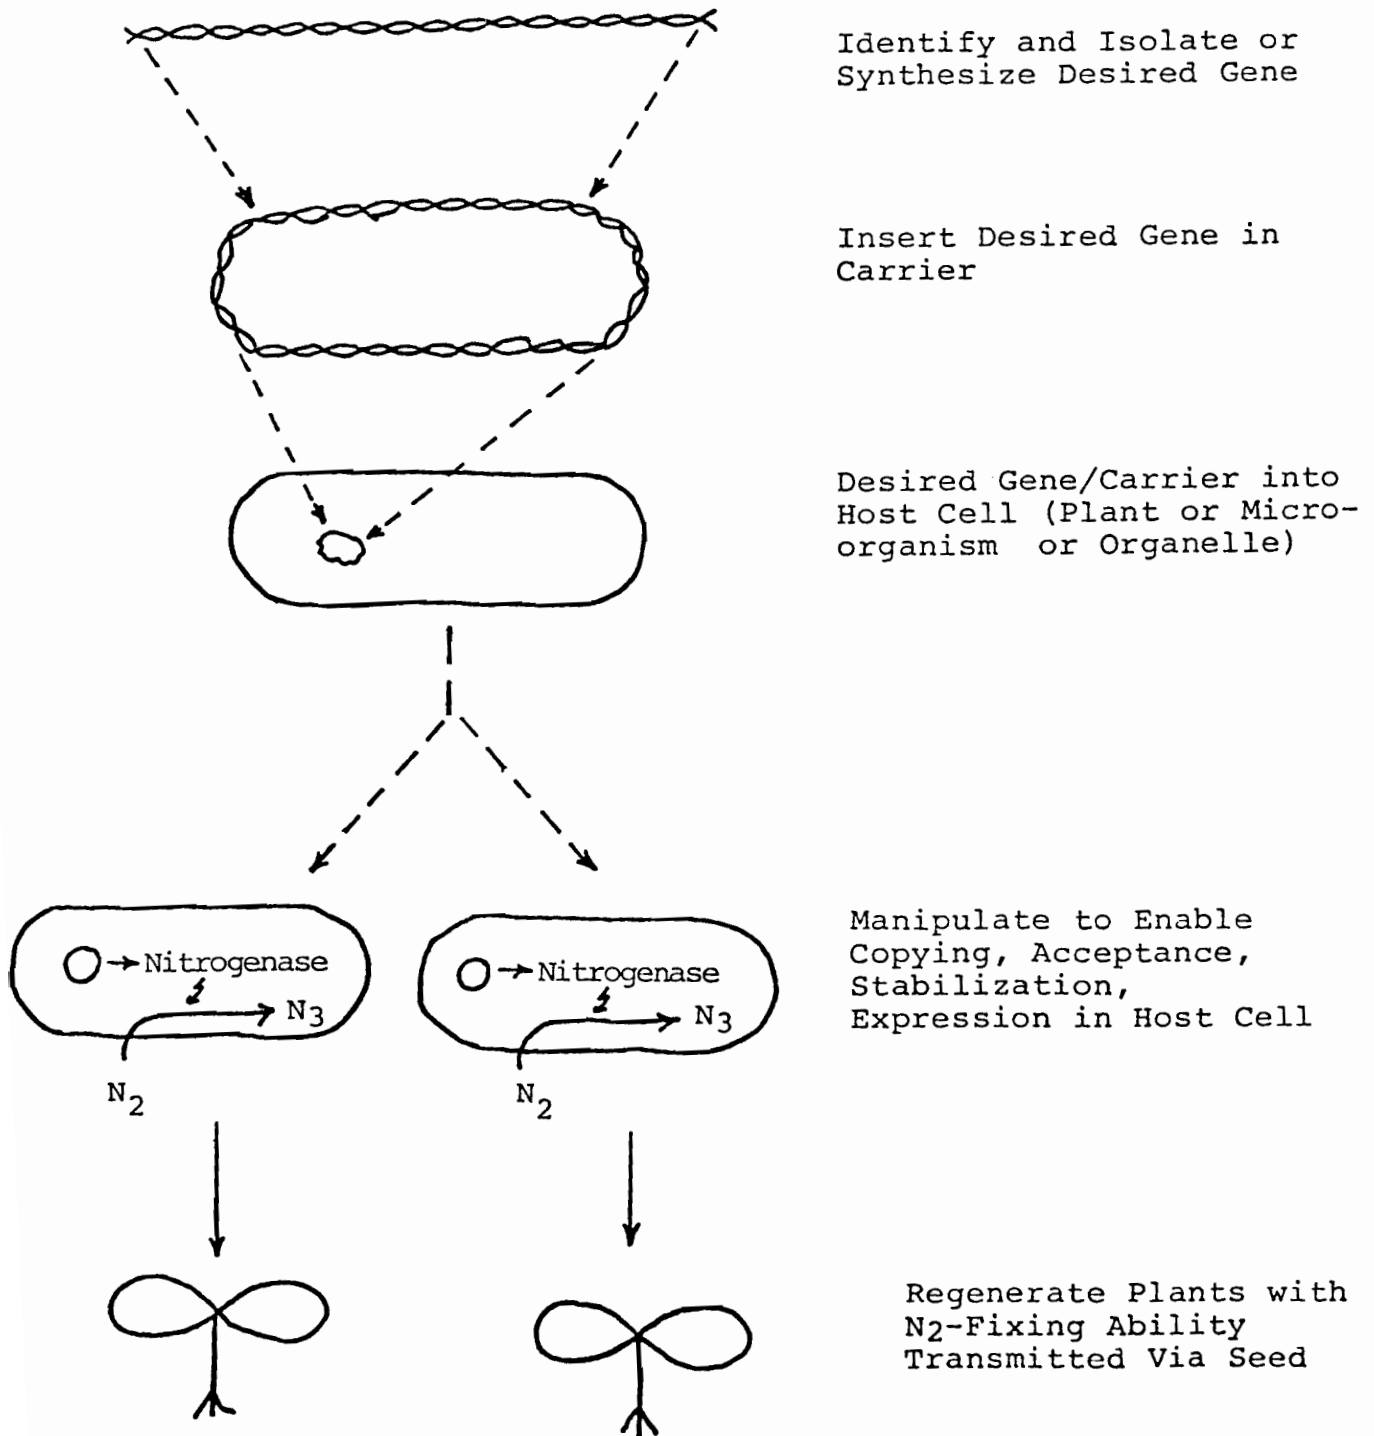 Identify and Isolate or
Synthesize Desired Gene
Insert Desired Gene in
Carrier
Desired Gene/Carrier into
Host Cell (Plant or Micro-
organism or Organelle)
Nitrogenase
N3
N2
Nitrogenase
N3
N2
Manipulate to Enable
Copying, Acceptance,
Stabilization,
Expression in Host Cell
Regenerate Plants with
N2-Fixing Ability
Transmitted Via Seed